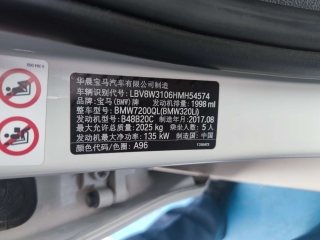 华晨宝马汽车有限公司制造
车辆识别代号: LBV8W3106HMH54574
品牌: 宝马(BMW)牌 发动机排量: 1998 ml
整车型号: BMW7200QL(BMW320Li)
发动机型号: B48B20C 制造年月: 2017.08
最大允许总质量: 2025 kg 乘坐人数: 5 人
发动机最大净功率: 135 kW 制造国: 中国
颜色代码/色图: A96